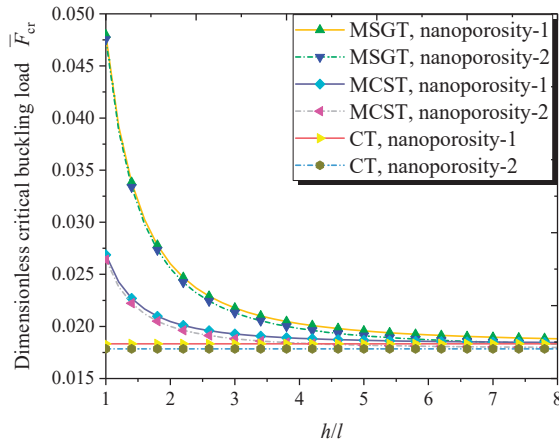 0.050
0.045
0.040
0.035
0.030
0.025
0.020
0.015
Dimensionless critical buckling load F̅cr
MSGT, nanoporosity-1
MSGT, nanoporosity-2
MCST, nanoporosity-1
MCST, nanoporosity-2
CT, nanoporosity-1
CT, nanoporosity-2
1 2 3 4 5 6 7 8
h/l